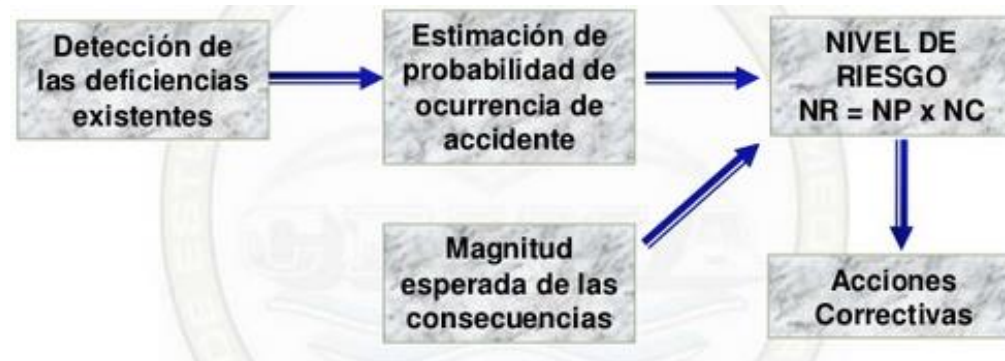 Detección de
las deficiencias
existentes
Estimación de
probabilidad de
ocurrencia de
accidente
NIVEL DE
RIESGO
NR = NP x NC
Magnitud
esperada de las
consecuencias
Acciones
Correctivas